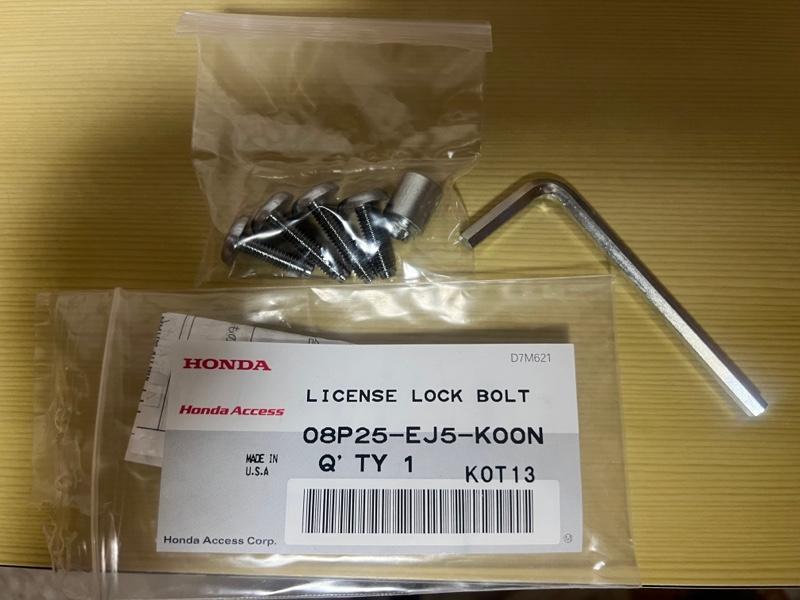 HONDA
D7M621
Honda Access
LICENSE LOCK BOLT
08P25-EJ5-K00N
MADE IN
U.S.A
Q'TY 1
K0T13
Honda Access Corp.
M